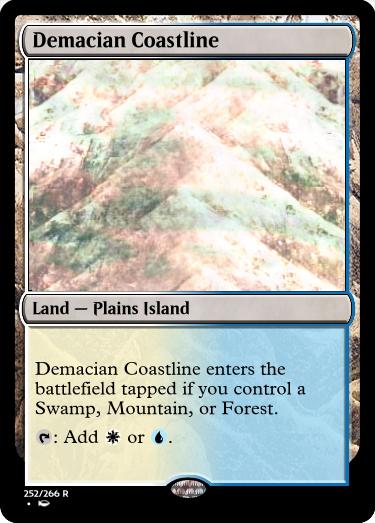 Demacian Coastline
Land — Plains Island
Demacian Coastline enters the
battlefield tapped if you control a
Swamp, Mountain, or Forest.
: Add or .
252/266 R